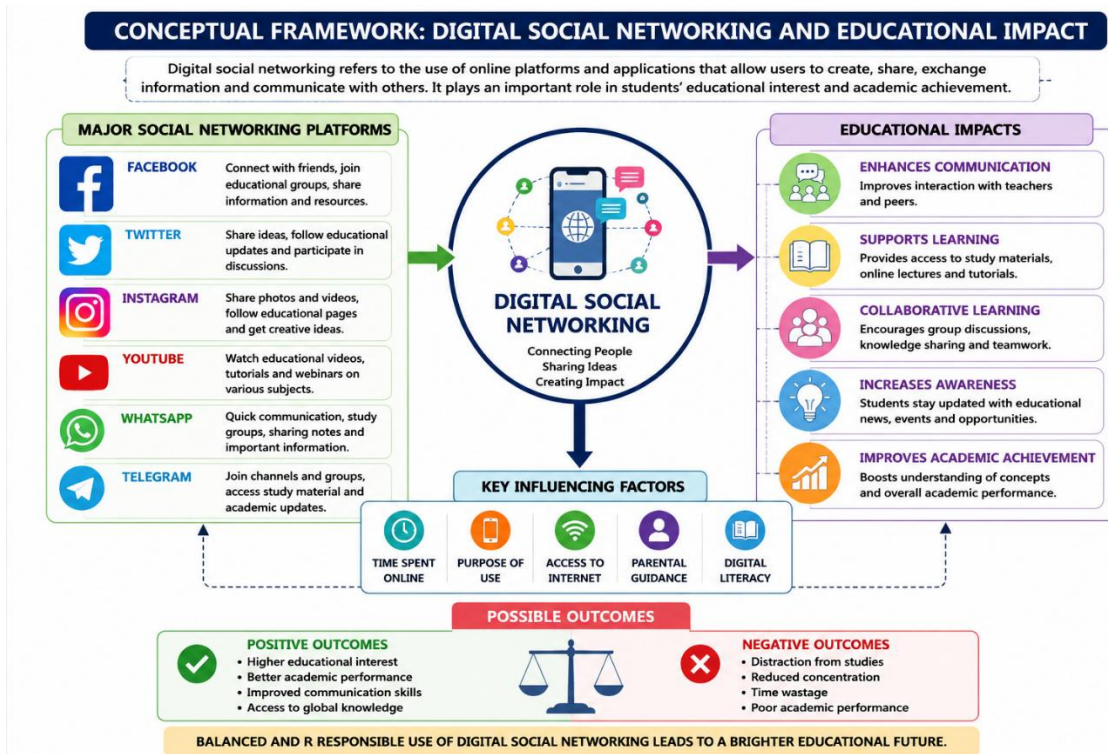 CONCEPTUAL FRAMEWORK: DIGITAL SOCIAL NETWORKING AND EDUCATIONAL IMPACT
Digital social networking refers to the use of online platforms and applications that allow users to create, share, exchange
information and communicate with others. It plays an important role in students' educational interest and academic achievement.
MAJOR SOCIAL NETWORKING PLATFORMS
FACEBOOK
Connect with friends, join
educational groups, share
information and resources.
TWITTER
Share ideas, follow educational
updates and participate in
discussions.
INSTAGRAM
Share photos and videos,
follow educational pages
and get creative ideas.
YOUTUBE
Watch educational videos,
tutorials and webinars on
various subjects.
WHATSAPP
Quick communication, study
groups, sharing notes and
important information.
TELEGRAM
Join channels and groups,
access study material and
academic updates.
DIGITAL SOCIAL
NETWORKING
Connecting People
Sharing Ideas
Creating Impact
EDUCATIONAL IMPACTS
ENHANCES COMMUNICATION
Improves interaction with teachers
and peers.
SUPPORTS LEARNING
Provides access to study materials,
online lectures and tutorials.
COLLABORATIVE LEARNING
Encourages group discussions,
knowledge sharing and teamwork.
INCREASES AWARENESS
Students stay updated with educational
news, events and opportunities.
IMPROVES ACADEMIC ACHIEVEMENT
Boosts understanding of concepts
and overall academic performance.
KEY INFLUENCING FACTORS
TIME SPENT
ONLINE
PURPOSE OF
USE
ACCESS TO
INTERNET
PARENTAL
GUIDANCE
DIGITAL
LITERACY
POSSIBLE OUTCOMES
POSITIVE OUTCOMES
• Higher educational interest
• Better academic performance
• Improved communication skills
• Access to global knowledge
NEGATIVE OUTCOMES
• Distraction from studies
• Reduced concentration
• Time wastage
• Poor academic performance
BALANCED AND R RESPONSIBLE USE OF DIGITAL SOCIAL NETWORKING LEADS TO A BRIGHTER EDUCATIONAL FUTURE.